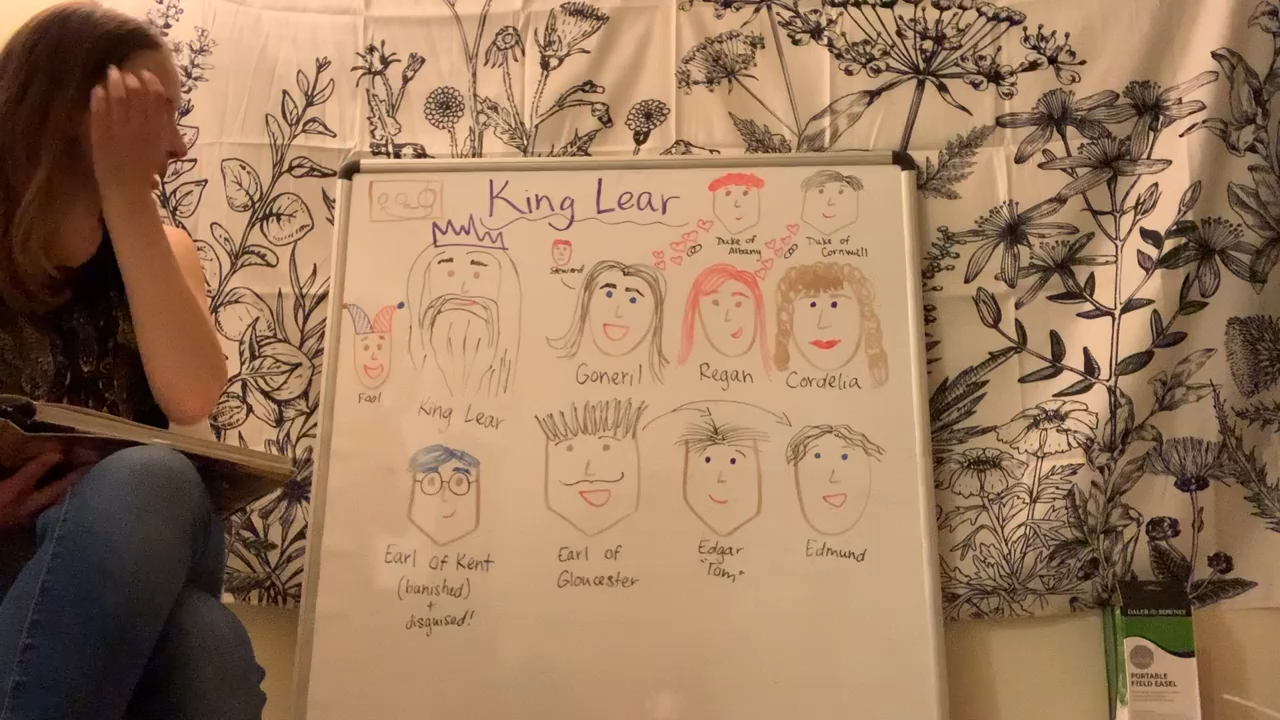 King Lear
Duke of
Albany
Duke of
Cornwall
Steward
Fool
King Lear
Goneril
Regan
Cordelia
Earl of Kent
(banished)
+
disguised!
Earl of
Gloucester
Edgar
"Tom"
Edmund
DALER ROWNEY
PORTABLE
FIELD EASEL